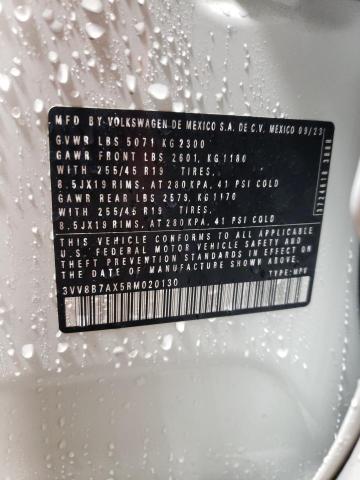 MFD BY VOLKSWAGEN DE MEXICO S.A. DE C.V. MEXICO 09/23
GVWR LBS 5071 KG 2300
GAWR FRONT LBS 2601, KG 1180
WITH 255/45 R19 TIRES,
8.5JX19 RIMS, AT 280 KPA, 41 PSI COLD
GAWR REAR LBS 2579, KG 1170
WITH 255/45 R19 TIRES,
8.5JX19 RIMS, AT 280 KPA, 41 PSI COLD
THIS VEHICLE CONFORMS TO ALL APPLICABLE
U.S. FEDERAL MOTOR VEHICLE SAFETY BUMPER AND
THEFT PREVENTION STANDARDS IN EFFECT ON
THE DATE OF MANUFACTURE SHOWN ABOVE.
3VV8B7AX5RM020130 TYPE:MPV